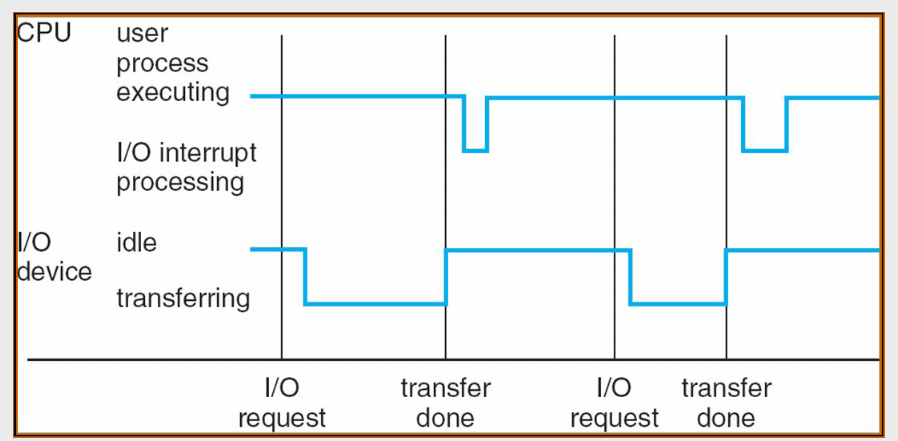 CPU
user
process
executing
I/O interrupt
processing
I/O
device
idle
transferring
I/O
request
transfer
done
I/O
request
transfer
done